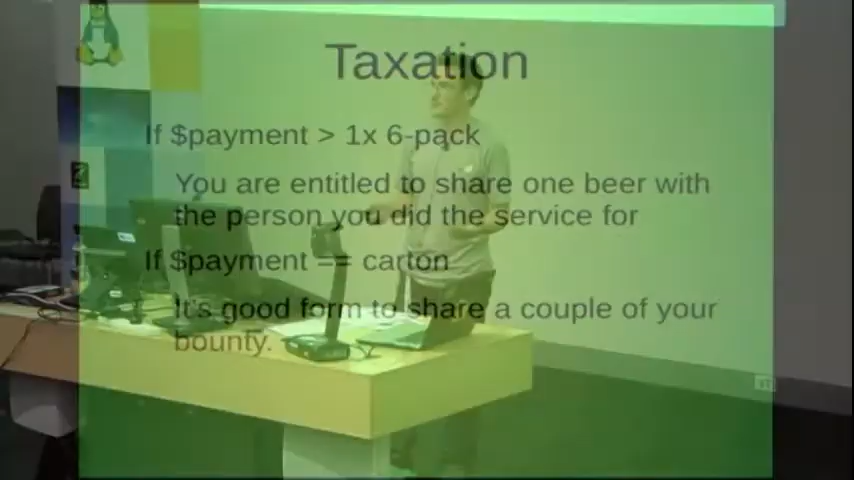 Taxation
If $payment > 1x 6-pack
You are entitled to share one beer with
the person you did the service for
If $payment == carton
It's good form to share a couple of your
bounty.